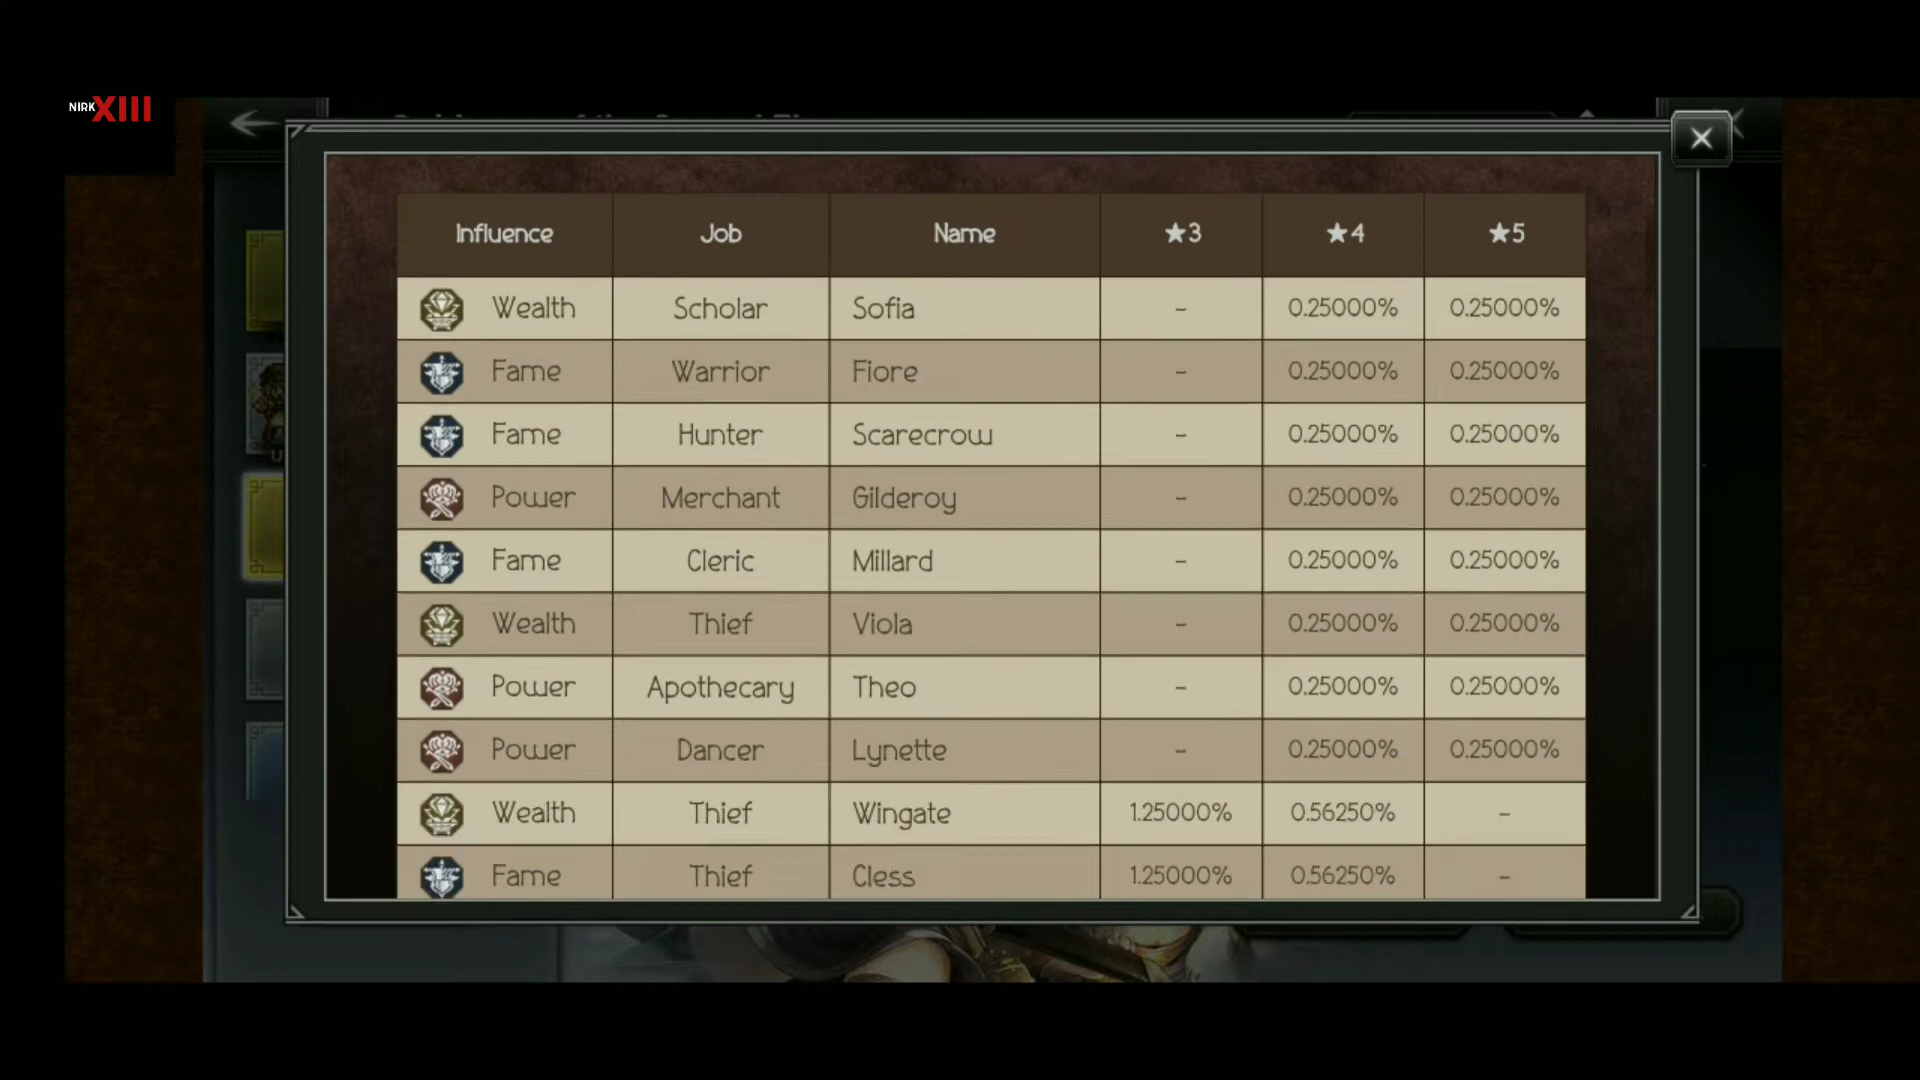 NIRK XIII
Influence Job Name ★3 ★4 ★5
Wealth Scholar Sofia - 0.25000% 0.25000%
Fame Warrior Fiore - 0.25000% 0.25000%
Fame Hunter Scarecrow - 0.25000% 0.25000%
Power Merchant Gilderoy - 0.25000% 0.25000%
Fame Cleric Millard - 0.25000% 0.25000%
Wealth Thief Viola - 0.25000% 0.25000%
Power Apothecary Theo - 0.25000% 0.25000%
Power Dancer Lynette - 0.25000% 0.25000%
Wealth Thief Wingate 1.25000% 0.56250% -
Fame Thief Cless 1.25000% 0.56250% -